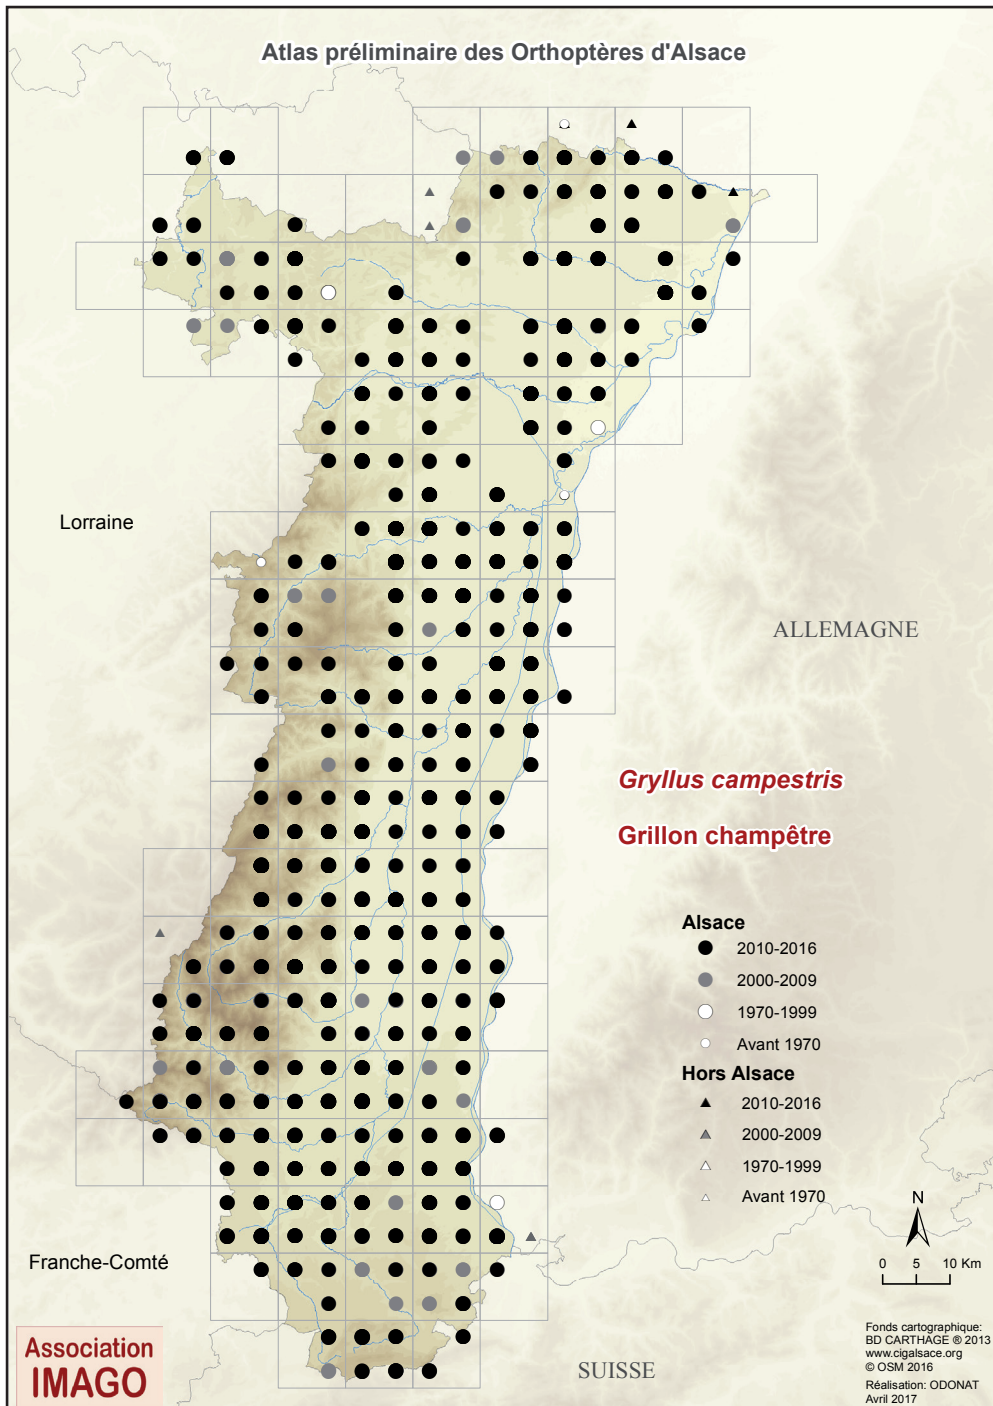 Atlas préliminaire des Orthoptères d'Alsace
Lorraine
ALLEMAGNE
Gryllus campestris
Grillon champêtre
Alsace
2010-2016
2000-2009
1970-1999
Avant 1970
Hors Alsace
2010-2016
2000-2009
1970-1999
Avant 1970
N
0 5 10 Km
Franche-Comté
SUISSE
Association
IMAGO
Fonds cartographique:
BD CARTHAGE ® 2013
www.cigalsace.org
© OSM 2016
Réalisation: ODONAT
Avril 2017